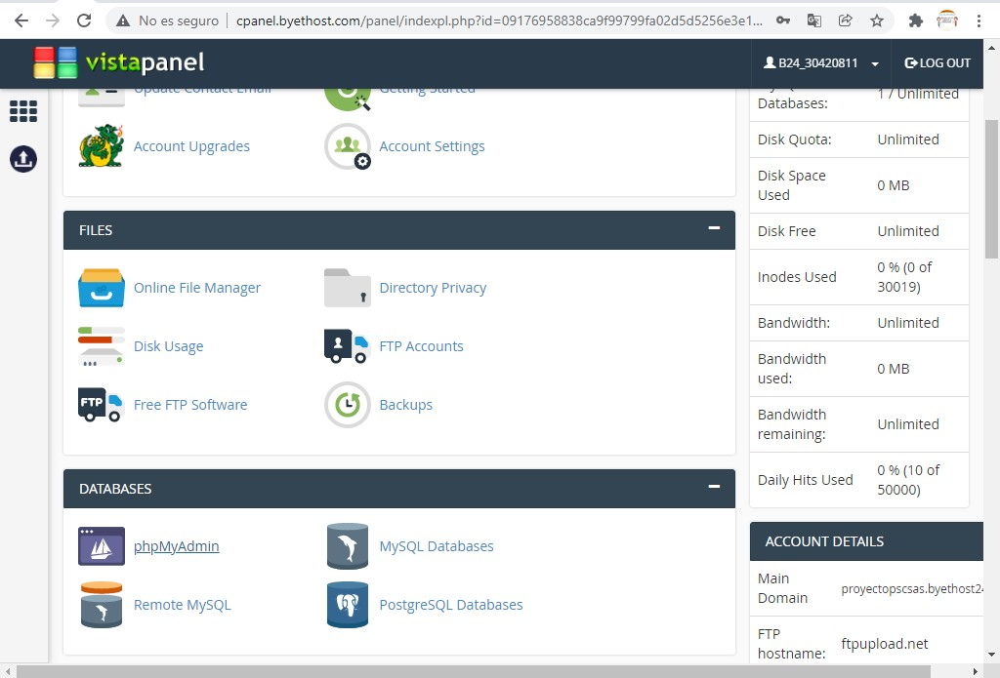 No es seguro
cpanel.byethost.com/panel/indexpl.php?id=09176958838ca9f99799fa02d5d5256e3e1...
vistapanel
B24_30420811
LOG OUT
Update Contact Email
Getting Started
Account Upgrades
Account Settings
FILES
Online File Manager
Directory Privacy
Disk Usage
FTP Accounts
FTP
Free FTP Software
Backups
DATABASES
phpMyAdmin
MySQL Databases
Remote MySQL
PostgreSQL Databases
Databases:
1 / Unlimited
Disk Quota:
Unlimited
Disk Space
Used
0 MB
Disk Free
Unlimited
Inodes Used
0 % (0 of
30019)
Bandwidth:
Unlimited
Bandwidth
used:
0 MB
Bandwidth
remaining:
Unlimited
Daily Hits Used
0 % (10 of
50000)
ACCOUNT DETAILS
Main
Domain
proyectopscsas.byethost24
FTP
hostname:
ftpupload.net